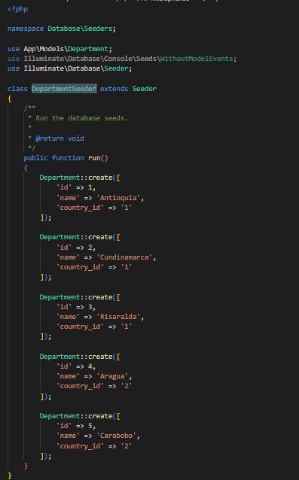 <?php
namespace Database\Seeders;
use App\Models\Department;
use Illuminate\Database\Console\Seeds\WithoutModelEvents;
use Illuminate\Database\Seeder;
class DepartmentSeeder extends Seeder
{
/**
* Run the database seeds.
*
* @return void
*/
public function run()
{
Department::create([
'id' => 1,
'name' => 'Antioquia',
'country_id' => '1'
]);
Department::create([
'id' => 2,
'name' => 'Cundinamarca',
'country_id' => '1'
]);
Department::create([
'id' => 3,
'name' => 'Risaralda',
'country_id' => '1'
]);
Department::create([
'id' => 4,
'name' => 'Aragua',
'country_id' => '2'
]);
Department::create([
'id' => 5,
'name' => 'Carabobo',
'country_id' => '2'
]);
}
}